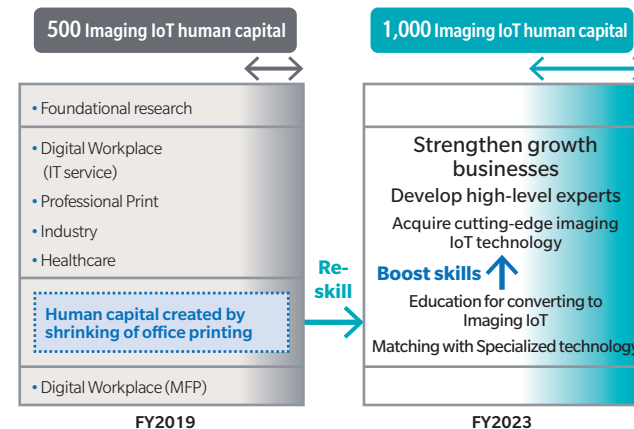 500 Imaging IoT human capital
• Foundational research
• Digital Workplace
(IT service)
• Professional Print
• Industry
• Healthcare
Human capital created by
shrinking of office printing
• Digital Workplace (MFP)
FY2019
Re-
skill
1,000 Imaging IoT human capital
Strengthen growth
businesses
Develop high-level experts
Acquire cutting-edge imaging
IoT technology
Boost skills
Education for converting to
Imaging IoT
Matching with Specialized technology
FY2023